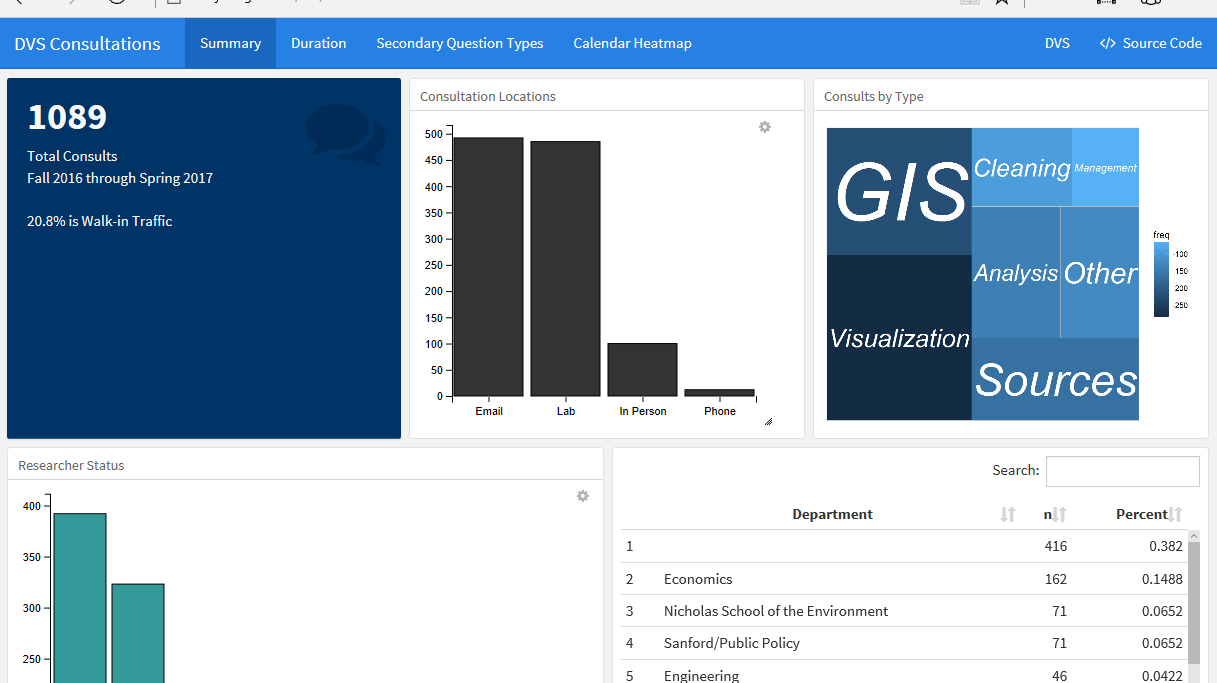 DVS Consultations Summary Duration Secondary Question Types Calendar Heatmap DVS </> Source Code
1089
Total Consults
Fall 2016 through Spring 2017
20.8% is Walk-in Traffic
Consultation Locations
500
450
400
350
300
250
200
150
100
50
0
Email Lab In Person Phone
Consults by Type
GIS
Visualization
Cleaning
Management
Analysis
Other
Sources
freq
100
150
200
250
Researcher Status
400
350
300
250
Search:
Department n Percent
1 416 0.382
2 Economics 162 0.1488
3 Nicholas School of the Environment 71 0.0652
4 Sanford/Public Policy 71 0.0652
5 Engineering 46 0.0422